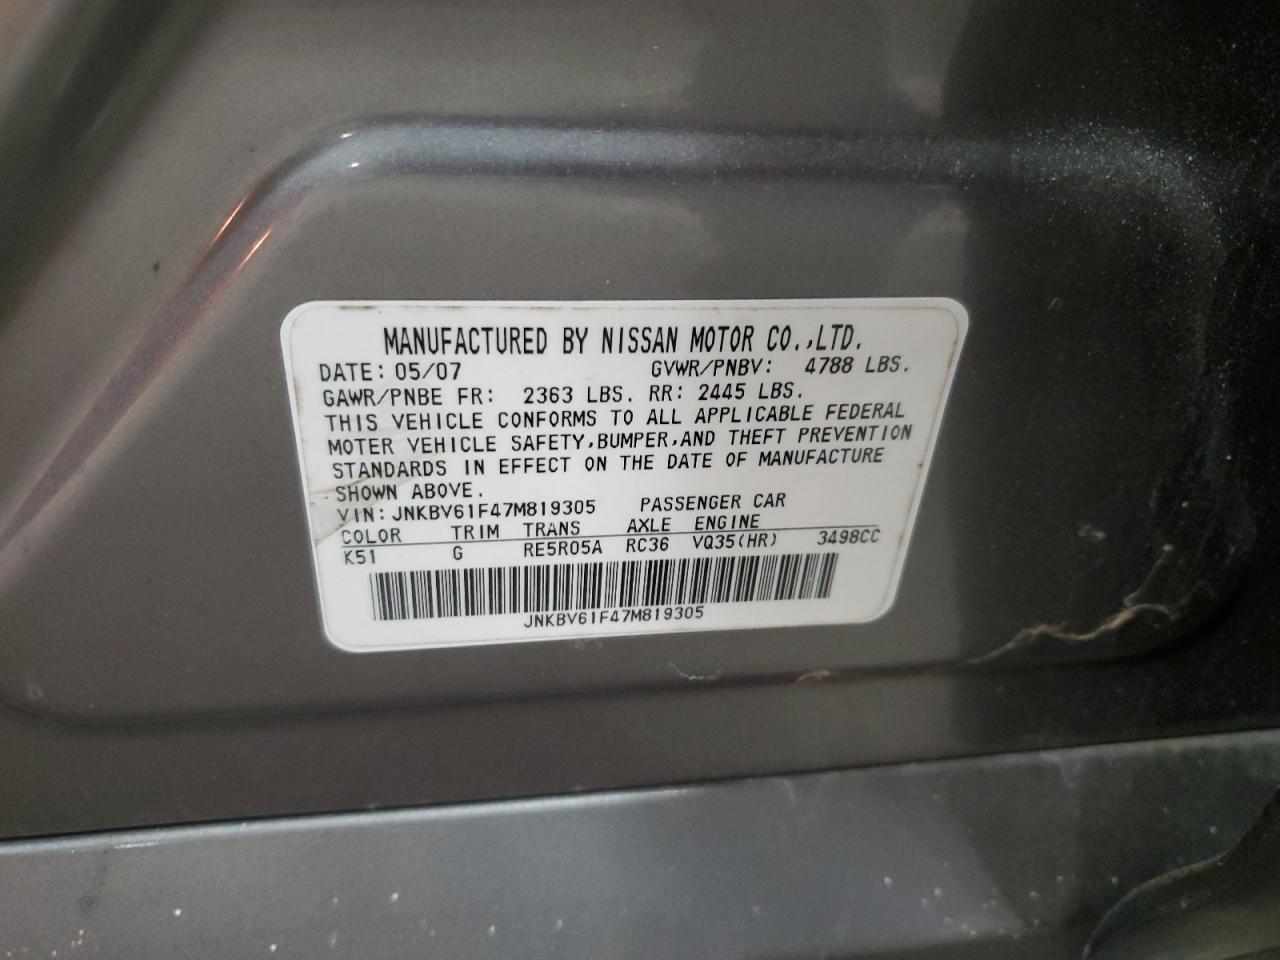 MANUFACTURED BY NISSAN MOTOR CO.,LTD.
DATE: 05/07 GVWR/PNBV: 4788 LBS.
GAWR/PNBE FR: 2363 LBS. RR: 2445 LBS.
THIS VEHICLE CONFORMS TO ALL APPLICABLE FEDERAL
MOTER VEHICLE SAFETY,BUMPER,AND THEFT PREVENTION
STANDARDS IN EFFECT ON THE DATE OF MANUFACTURE
SHOWN ABOVE.
VIN: JNKBV61F47M819305 PASSENGER CAR
COLOR TRIM TRANS AXLE ENGINE
K51 G RE5R05A RC36 VQ35(HR) 3498CC
JNKBV61F47M819305